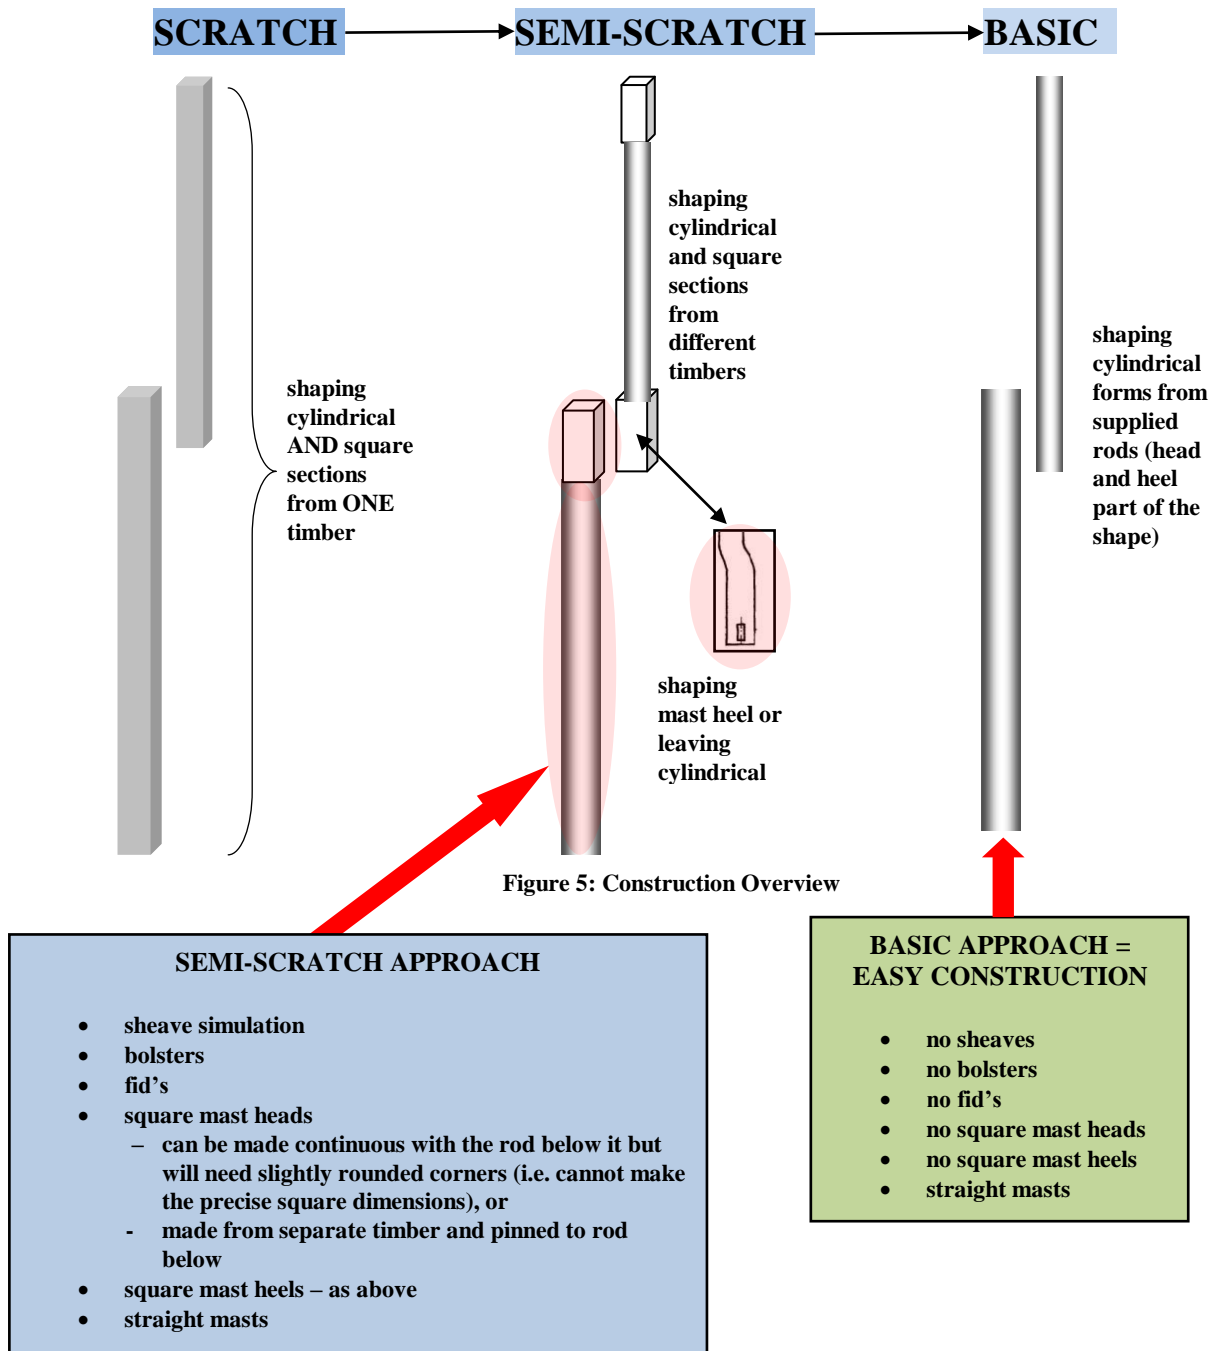 SCRATCH
SEMI-SCRATCH
BASIC
shaping
cylindrical
AND square
sections
from ONE
timber
shaping
cylindrical
and square
sections
from
different
timbers
shaping
mast heel or
leaving
cylindrical
shaping
cylindrical
forms from
supplied
rods (head
and heel
part of the
shape)
Figure 5: Construction Overview
SEMI-SCRATCH APPROACH
• sheave simulation
• bolsters
• fid’s
• square mast heads
– can be made continuous with the rod below it but
will need slightly rounded corners (i.e. cannot make
the precise square dimensions), or
- made from separate timber and pinned to rod
below
• square mast heels – as above
• straight masts
BASIC APPROACH =
EASY CONSTRUCTION
• no sheaves
• no bolsters
• no fid’s
• no square mast heads
• no square mast heels
• straight masts